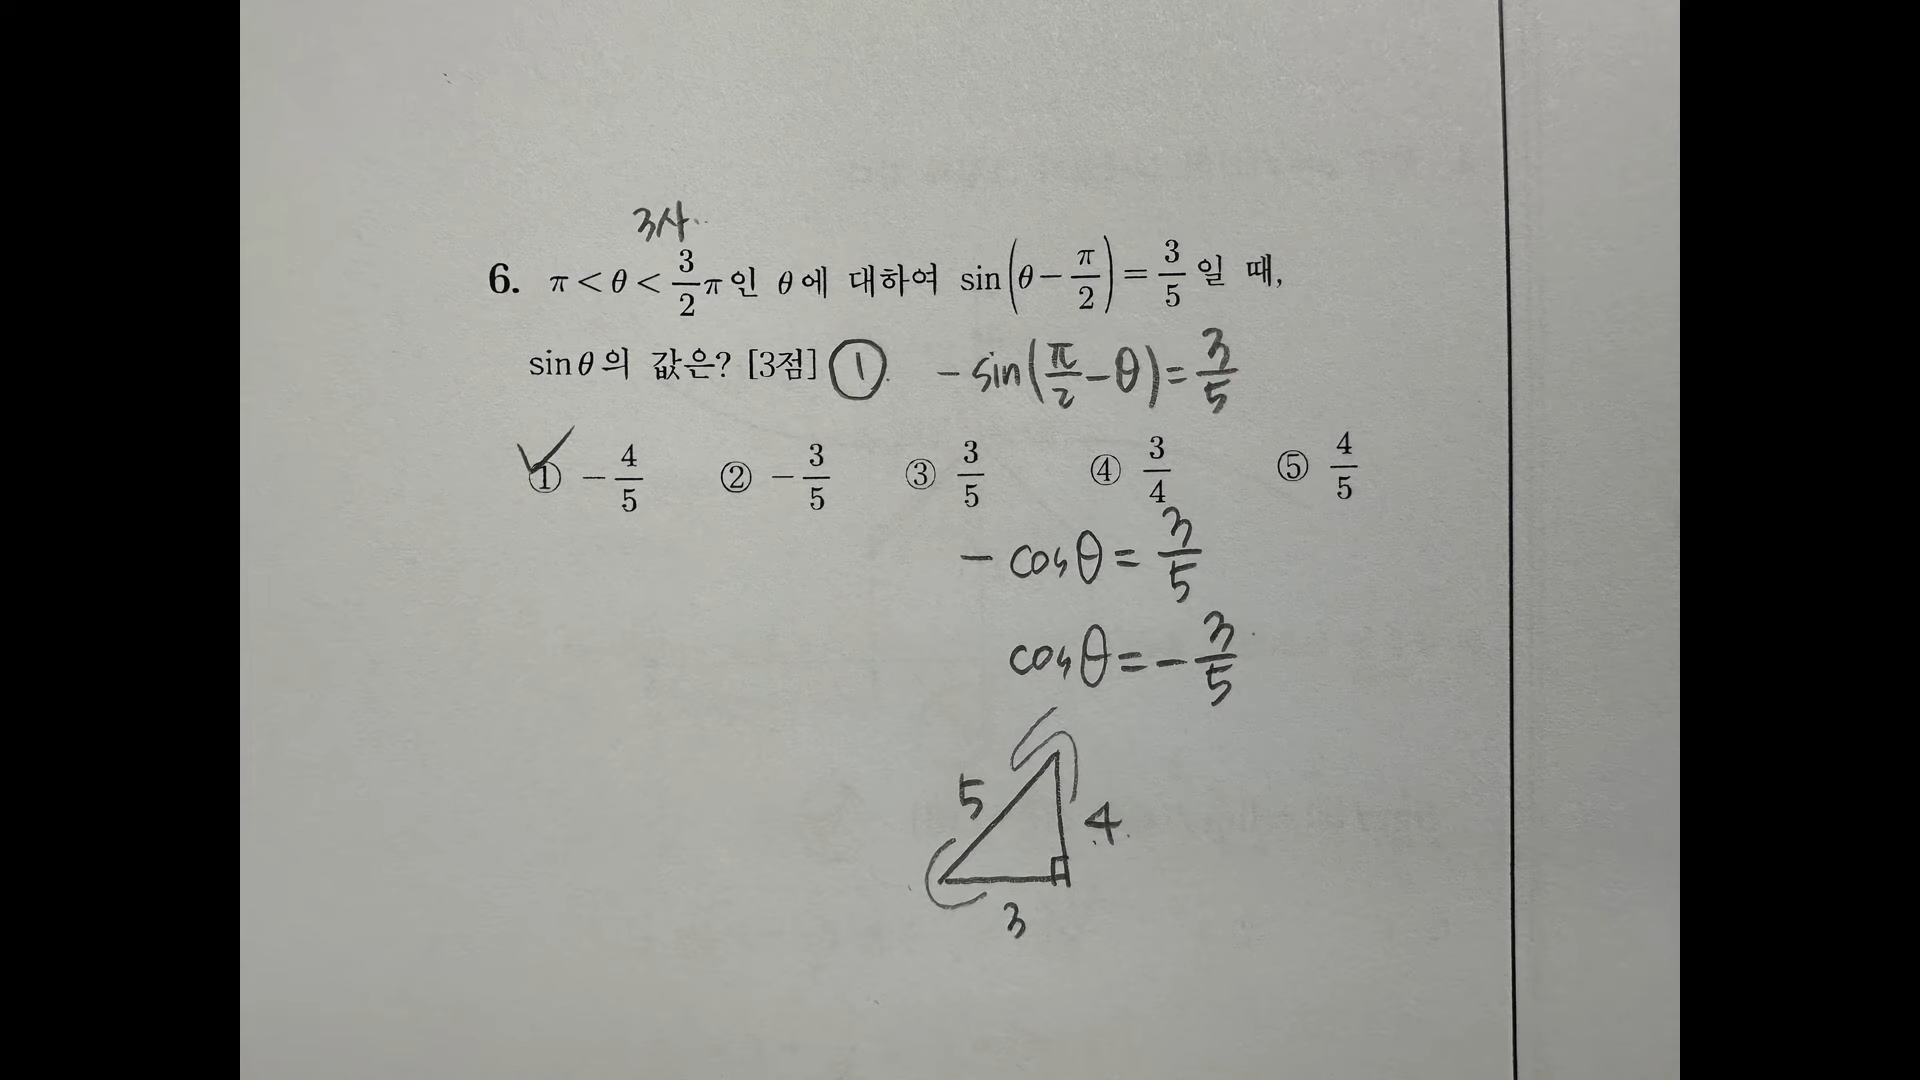 3사
6. π < θ < 3/2 π인 θ에 대하여 sin(θ − π/2) = 3/5 일 때,
sinθ의 값은? [3점] ①
− sin(π/2 − θ) = 3/5
① −4/5 ② −3/5 ③ 3/5 ④ 3/4 ⑤ 4/5
− cosθ = 3/5
cosθ = − 3/5
5
4
3